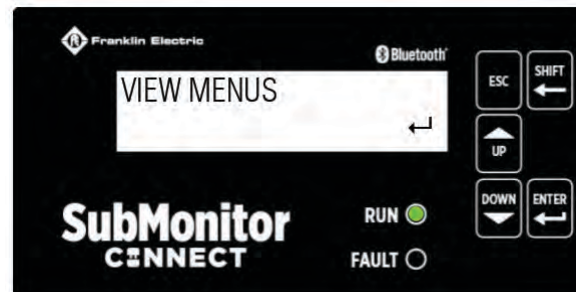 Franklin Electric
Bluetooth®
VIEW MENUS
ESC
SHIFT
UP
DOWN
ENTER
SubMonitor
CONNECT
RUN
FAULT